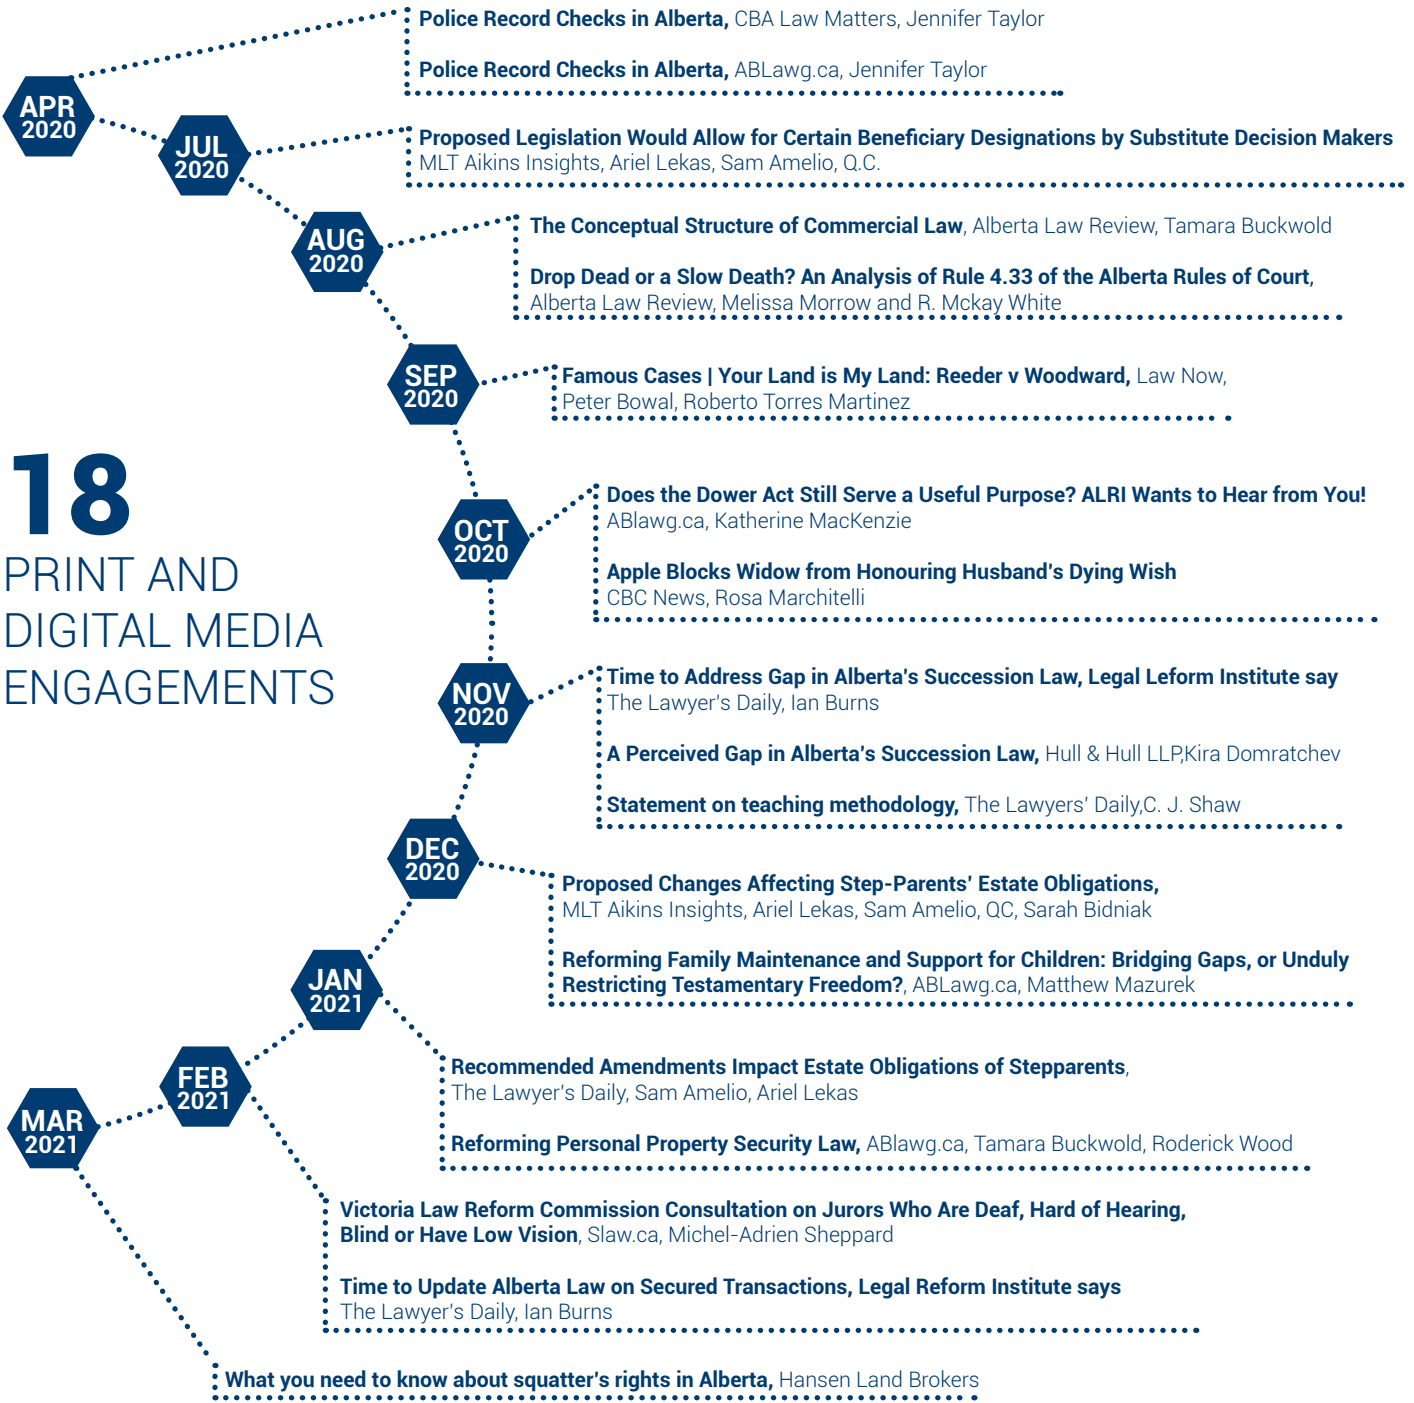 Police Record Checks in Alberta, CBA Law Matters, Jennifer Taylor
Police Record Checks in Alberta, ABLawg.ca, Jennifer Taylor
APR
2020
Proposed Legislation Would Allow for Certain Beneficiary Designations by Substitute Decision Makers
MLT Aikins Insights, Ariel Lekas, Sam Amelio, Q.C.
JUL
2020
The Conceptual Structure of Commercial Law, Alberta Law Review, Tamara Buckwold
Drop Dead or a Slow Death? An Analysis of Rule 4.33 of the Alberta Rules of Court,
Alberta Law Review, Melissa Morrow and R. Mckay White
AUG
2020
Famous Cases | Your Land is My Land: Reeder v Woodward, Law Now,
Peter Bowal, Roberto Torres Martinez
SEP
2020
18
PRINT AND
DIGITAL MEDIA
ENGAGEMENTS
Does the Dower Act Still Serve a Useful Purpose? ALRI Wants to Hear from You!
ABlawg.ca, Katherine MacKenzie
Apple Blocks Widow from Honouring Husband's Dying Wish
CBC News, Rosa Marchitelli
OCT
2020
Time to Address Gap in Alberta's Succession Law, Legal Leform Institute say
The Lawyer's Daily, Ian Burns
A Perceived Gap in Alberta's Succession Law, Hull & Hull LLP,Kira Domratchev
Statement on teaching methodology, The Lawyers' Daily,C. J. Shaw
NOV
2020
DEC
2020
Proposed Changes Affecting Step-Parents' Estate Obligations,
MLT Aikins Insights, Ariel Lekas, Sam Amelio, QC, Sarah Bidniak
Reforming Family Maintenance and Support for Children: Bridging Gaps, or Unduly
Restricting Testamentary Freedom?, ABLawg.ca, Matthew Mazurek
JAN
2021
Recommended Amendments Impact Estate Obligations of Stepparents,
The Lawyer's Daily, Sam Amelio, Ariel Lekas
Reforming Personal Property Security Law, ABlawg.ca, Tamara Buckwold, Roderick Wood
FEB
2021
Victoria Law Reform Commission Consultation on Jurors Who Are Deaf, Hard of Hearing,
Blind or Have Low Vision, Slaw.ca, Michel-Adrien Sheppard
Time to Update Alberta Law on Secured Transactions, Legal Reform Institute says
The Lawyer's Daily, Ian Burns
MAR
2021
What you need to know about squatter's rights in Alberta, Hansen Land Brokers